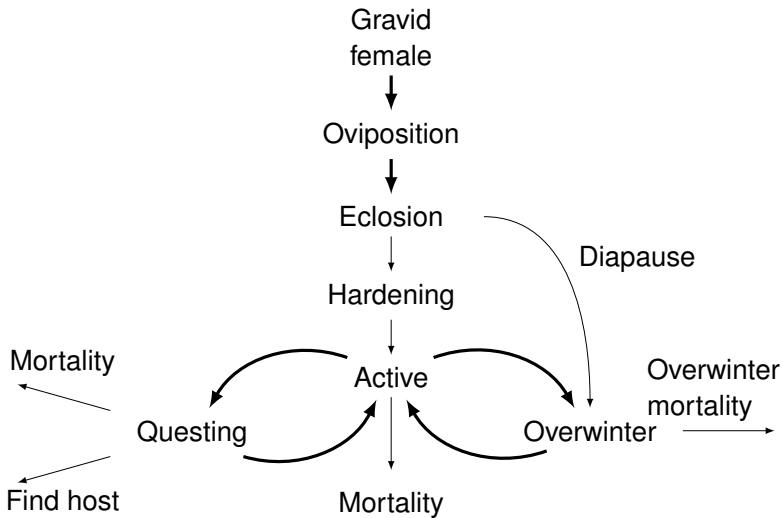 Gravid
female
Oviposition
Eclosion
Diapause
Hardening
Mortality
Active
Overwinter
mortality
Questing
Overwinter
Find host
Mortality